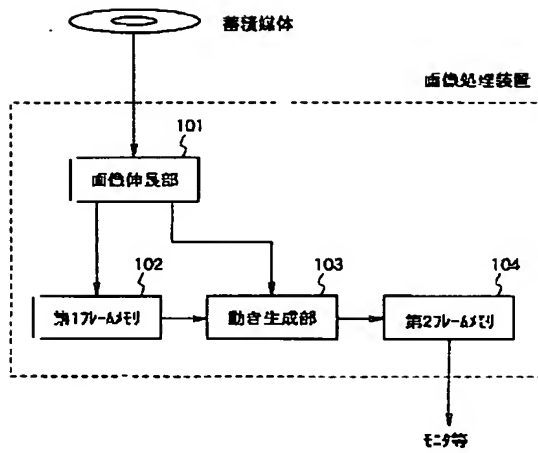 蓄積媒体
画像処理装置
101
画像伸長部
102
103
104
第1フレームメモリ
動き生成部
第2フレームメモリ
モニタ等